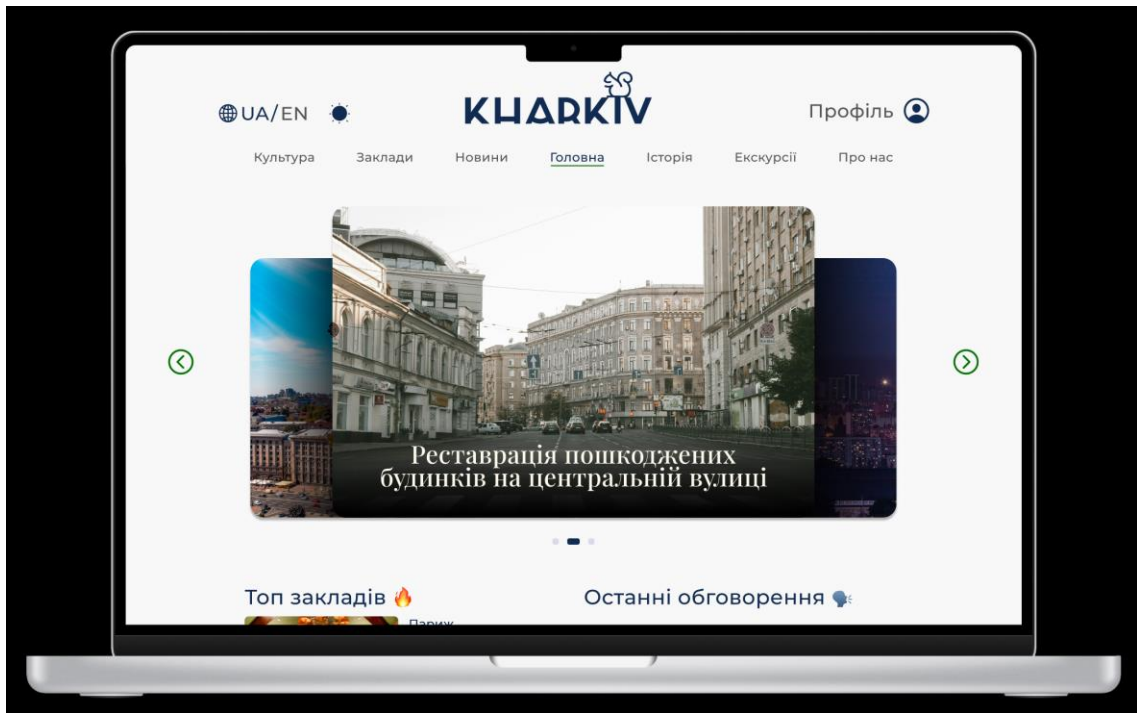 UA/EN
KHARKIV
Профіль
Культура Заклади Новини Головна Історія Екскурсії Про нас
Реставрація пошкоджених
будинків на центральній вулиці
Топ закладів
Останні обговорення
Париж